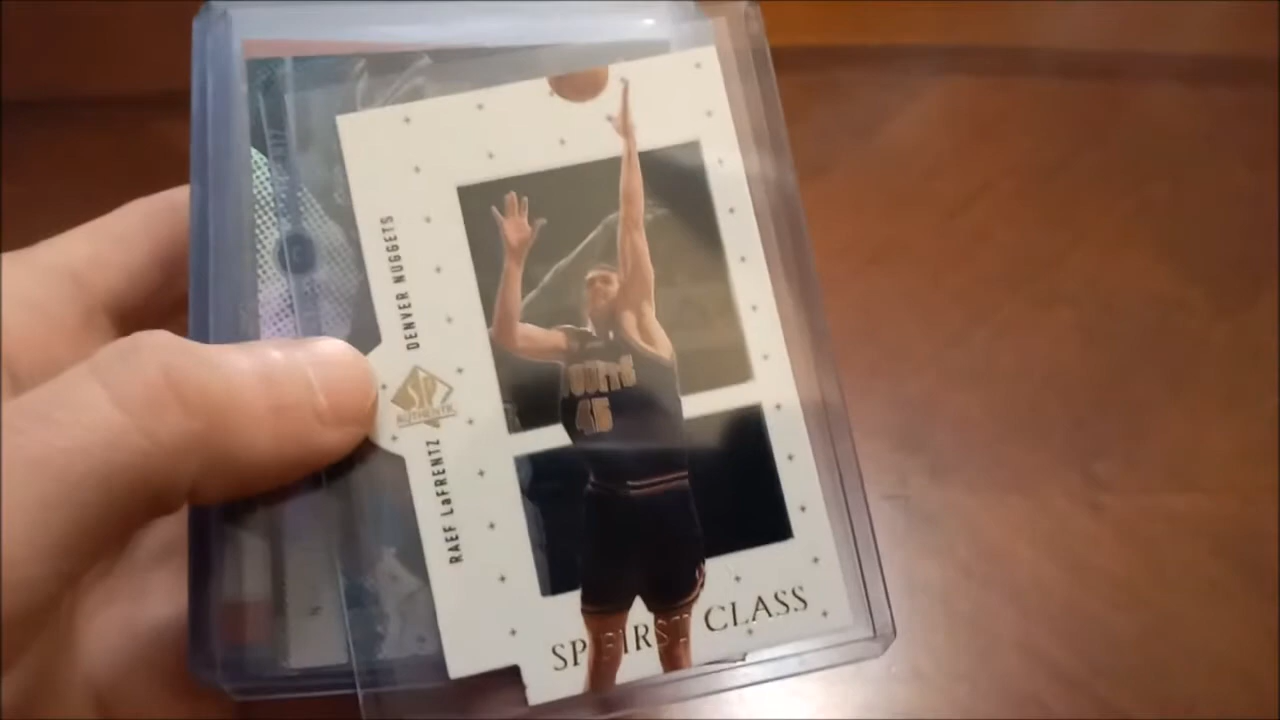 DENVER NUGGETS
SP
AUTHENTIC
RAEF LaFRENTZ
45
SP FIRST CLASS